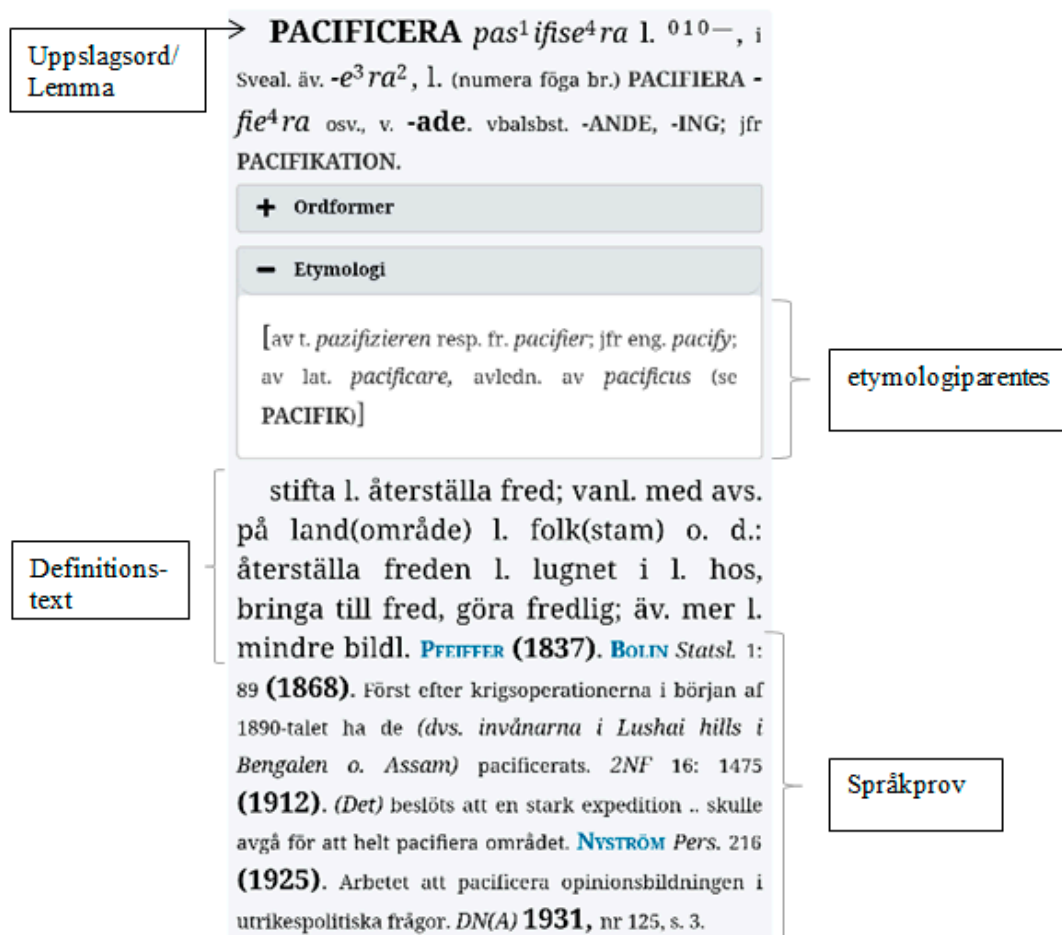 Uppslagsord/
Lemma
PACIFICERA pas¹ifise⁴ra l. ⁰¹⁰—, i
Sveal. äv. -e³ra², l. (numera föga br.) PACIFIERA -
fie⁴ra osv., v. -ade. vbalsbst. -ANDE, -ING; jfr
PACIFIKATION.
+ Ordformer
− Etymologi
[av t. pazifizieren resp. fr. pacifier; jfr eng. pacify;
av lat. pacificare, avledn. av pacificus (se
PACIFIK)]
etymologiparentes
stifta l. återställa fred; vanl. med avs.
på land(område) l. folk(stam) o. d.:
återställa freden l. lugnet i l. hos,
bringa till fred, göra fredlig; äv. mer l.
mindre bildl. PFEIFFER (1837). BOLIN Statsl. 1:
Definitions-
text
89 (1868). Först efter krigsoperationerna i början af
1890-talet ha de (dvs. invånarna i Lushai hills i
Bengalen o. Assam) pacificerats. 2NF 16: 1475
(1912). (Det) beslöts att en stark expedition .. skulle
avgå för att helt pacifiera området. NYSTRÖM Pers. 216
(1925). Arbetet att pacificera opinionsbildningen i
utrikespolitiska frågor. DN(A) 1931, nr 125, s. 3.
Språkprov